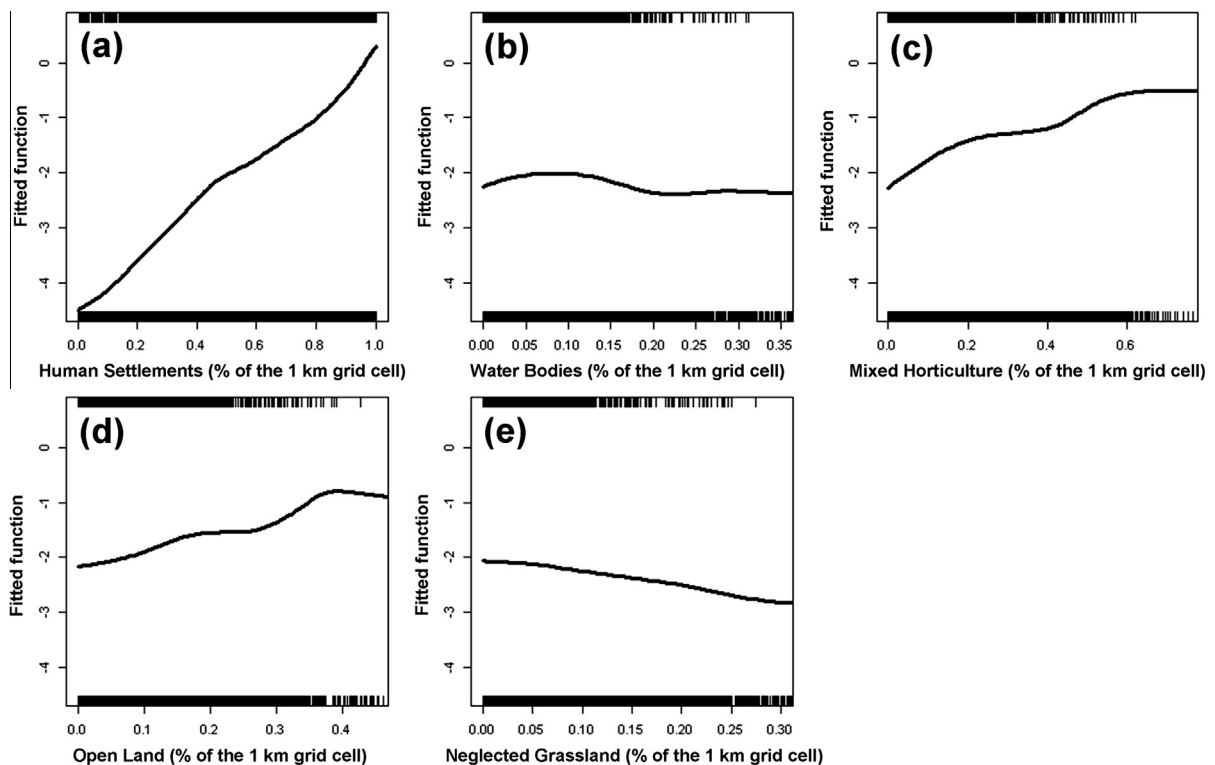 (a)
Fitted function
0
-1
-2
-3
-4
0.0 0.2 0.4 0.6 0.8 1.0
Human Settlements (% of the 1 km grid cell)
(b)
Fitted function
0
-1
-2
-3
-4
0.00 0.05 0.10 0.15 0.20 0.25 0.30 0.35
Water Bodies (% of the 1 km grid cell)
(c)
Fitted function
0
-1
-2
-3
-4
0.0 0.2 0.4 0.6
Mixed Horticulture (% of the 1 km grid cell)
(d)
Fitted function
0
-1
-2
-3
-4
0.0 0.1 0.2 0.3 0.4
Open Land (% of the 1 km grid cell)
(e)
Fitted function
0
-1
-2
-3
-4
0.00 0.05 0.10 0.15 0.20 0.25 0.30
Neglected Grassland (% of the 1 km grid cell)